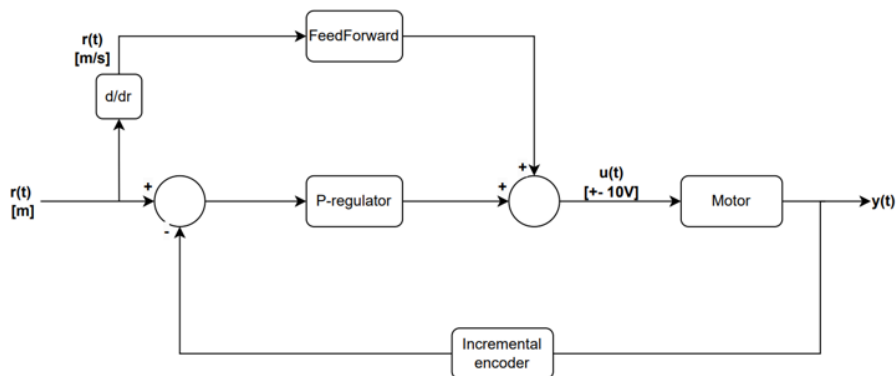 r(t)
[m/s]
FeedForward
d/dr
r(t)
[m]
+
-
P-regulator
+
+
u(t)
[+- 10V]
Motor
y(t)
Incremental
encoder